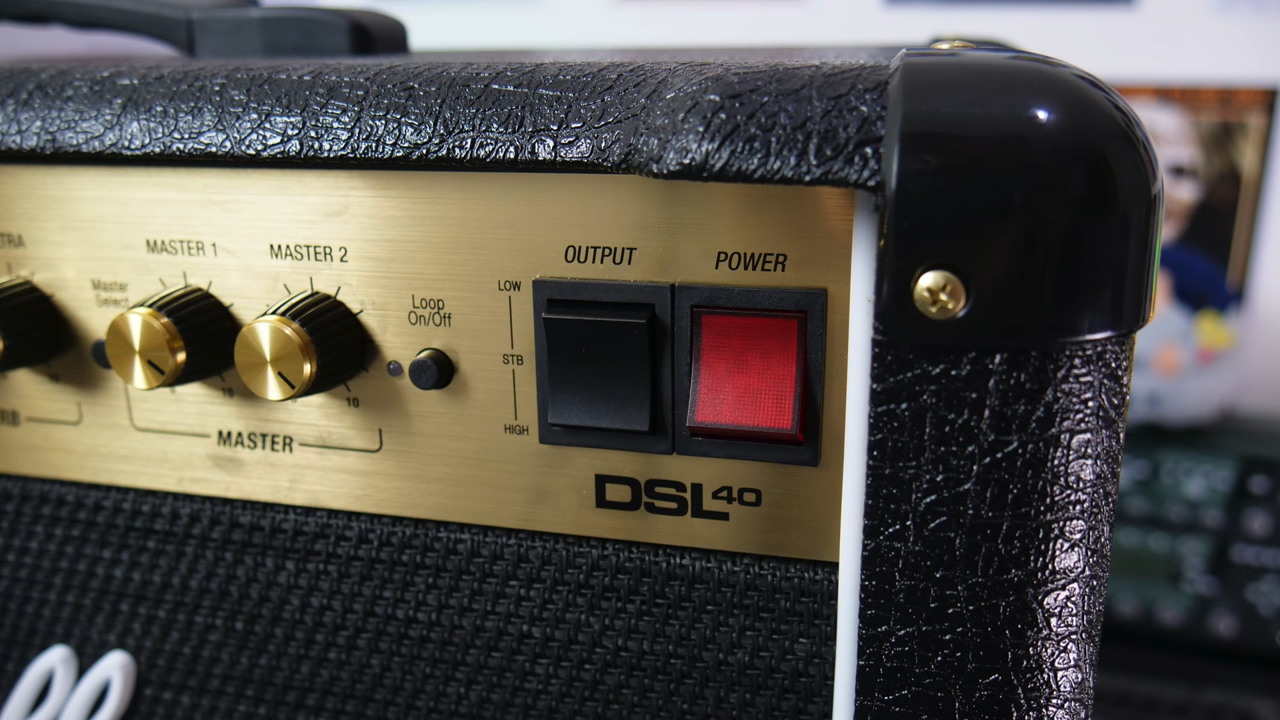 MASTER 1
MASTER 2
OUTPUT
POWER
Master
Select
Loop
On/Off
LOW
STB
HIGH
10
10
MASTER
DSL40